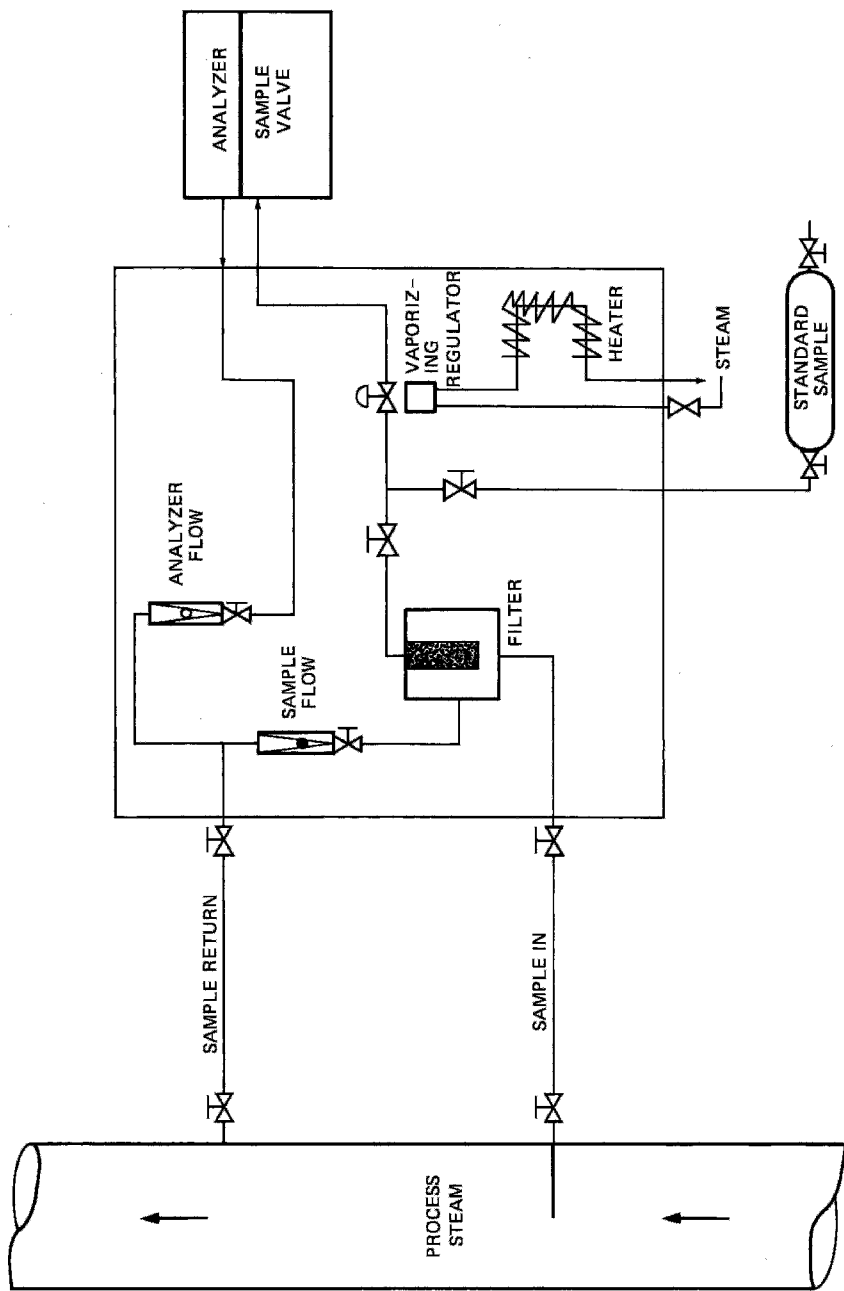 ANALYZER
SAMPLE
VALVE
ANALYZER
FLOW
SAMPLE
FLOW
VAPORIZ-
ING
REGULATOR
HEATER
STEAM
STANDARD
SAMPLE
FILTER
SAMPLE RETURN
SAMPLE IN
PROCESS
STEAM